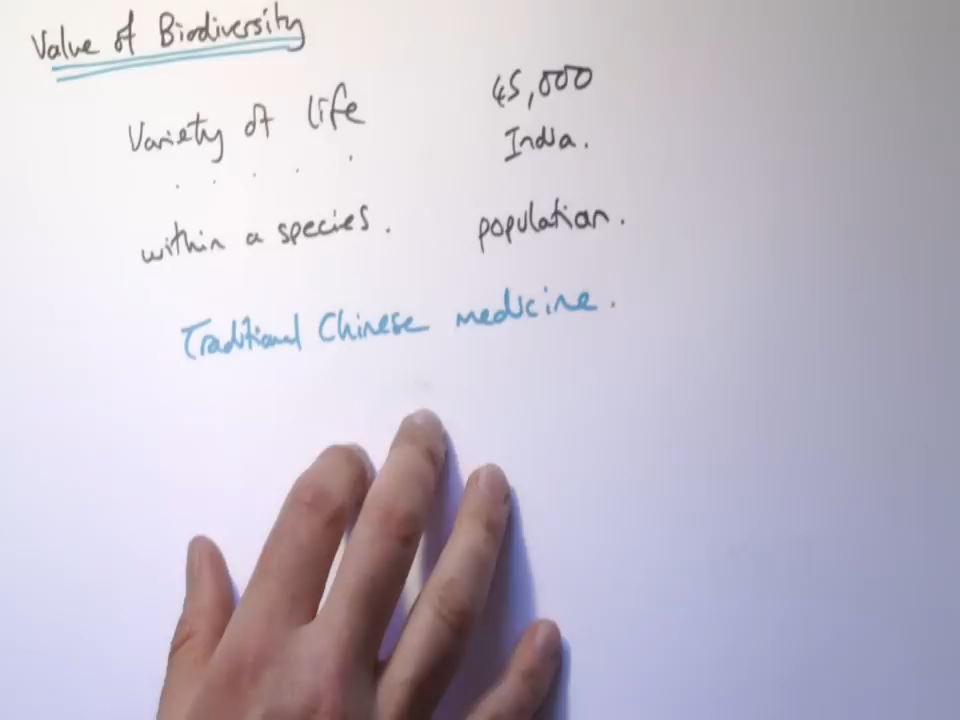 Value of Biodiversity
Variety of life
45,000
India.
within a species.
population.
Traditional Chinese medicine.